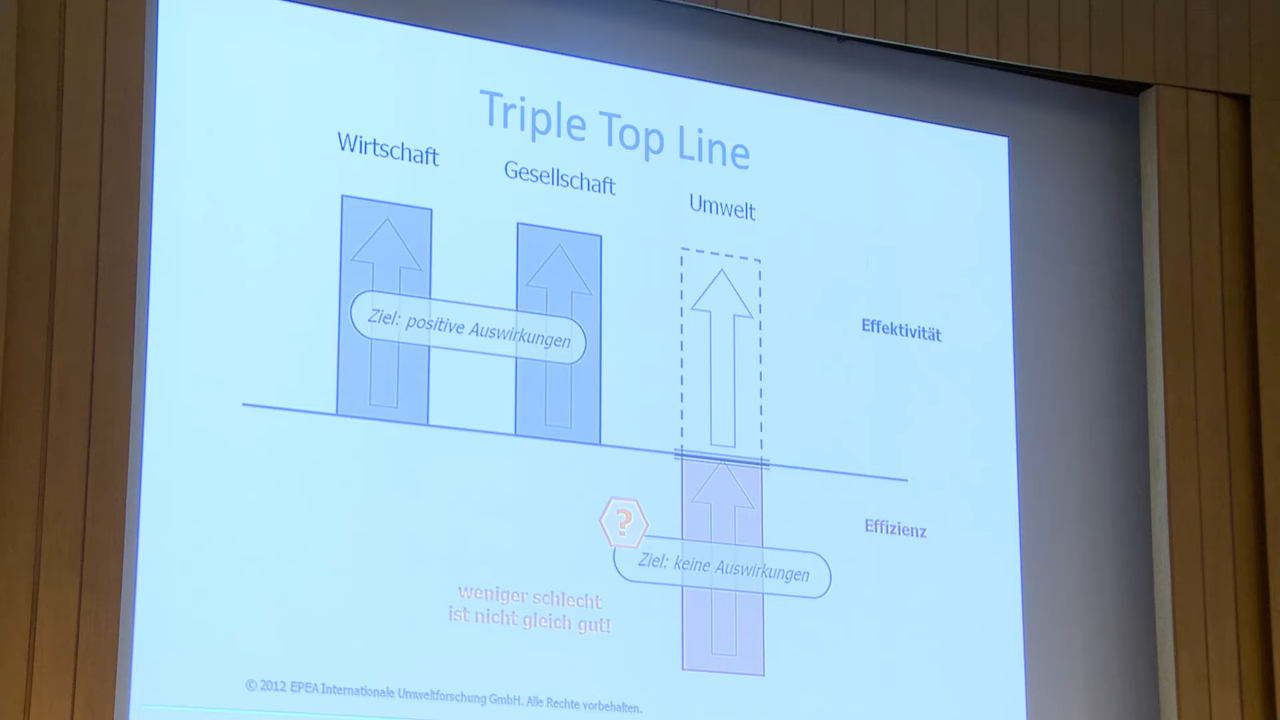 Triple Top Line
Wirtschaft
Gesellschaft
Umwelt
Ziel: positive Auswirkungen
Effektivität
?
Effizienz
Ziel: keine Auswirkungen
weniger schlecht
ist nicht gleich gut!
© 2012 EPEA Internationale Umweltforschung GmbH. Alle Rechte vorbehalten.